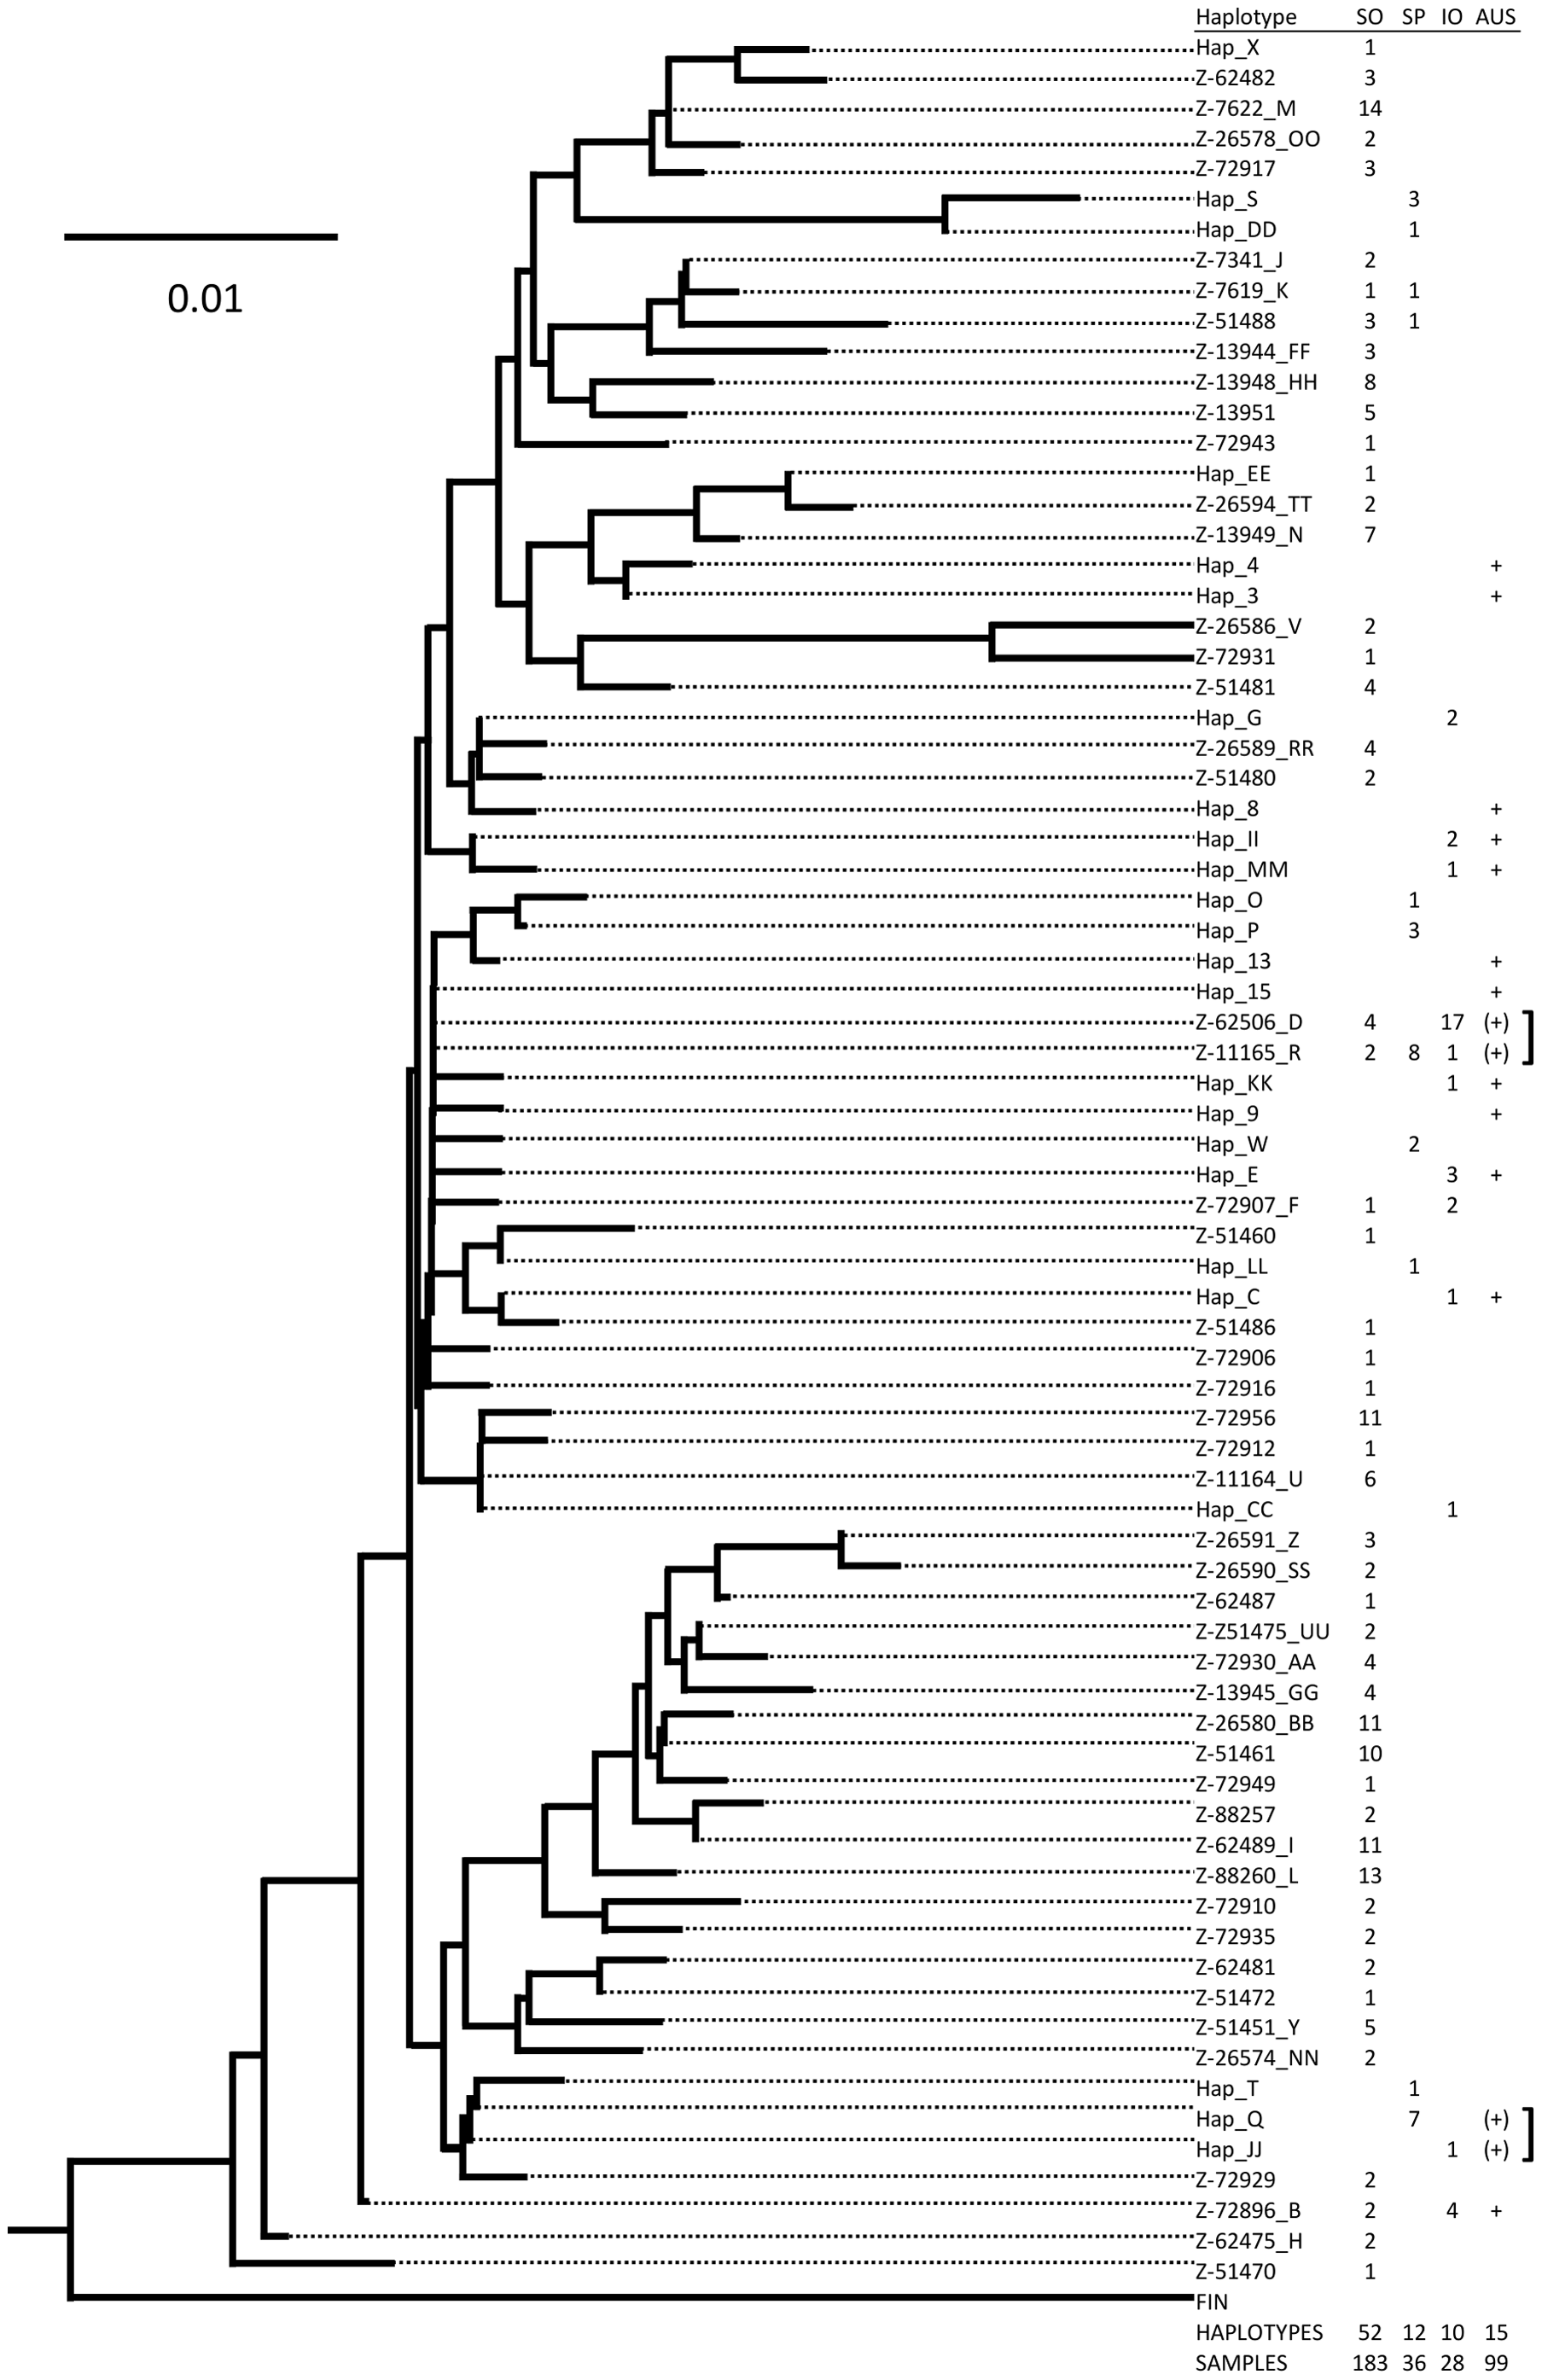 Haplotype SO SP IO AUS
Hap_X 1
Z-62482 3
Z-7622_M 14
Z-26578_OO 2
Z-72917 3
Hap_S 3
0.01
Hap_DD 1
Z-7341_J 2
Z-7619_K 1 1
Z-51488 3 1
Z-13944_FF 3
Z-13948_HH 8
Z-13951 5
Z-72943 1
Hap_EE 1
Z-26594_TT 2
Z-13949_N 7
Hap_4 +
Hap_3 +
Z-26586_V 2
Z-72931 1
Z-51481 4
Hap_G 2
Z-26589_RR 4
Z-51480 2
Hap_8 +
Hap_II 2 +
Hap_MM 1 +
Hap_O 1
Hap_P 3
Hap_13 +
Hap_15 +
Z-62506_D 4 17 (+)
Z-11165_R 2 8 1 (+)
Hap_KK 1 +
Hap_9 +
Hap_W 2
Hap_E 3 +
Z-72907_F 1 2
Z-51460 1
Hap_LL 1
Hap_C 1 +
Z-51486 1
Z-72906 1
Z-72916 1
Z-72956 11
Z-72912 1
Z-11164_U 6
Hap_CC 1
Z-26591_Z 3
Z-26590_SS 2
Z-62487 1
Z-Z51475_UU 2
Z-72930_AA 4
Z-13945_GG 4
Z-26580_BB 11
Z-51461 10
Z-72949 1
Z-88257 2
Z-62489_I 11
Z-88260_L 13
Z-72910 2
Z-72935 2
Z-62481 2
Z-51472 1
Z-51451_Y 5
Z-26574_NN 2
Hap_T 1
Hap_Q 7 (+)
Hap_JJ 1 (+)
Z-72929 2
Z-72896_B 2 4 +
Z-62475_H 2
Z-51470 1
FIN
HAPLOTYPES 52 12 10 15
SAMPLES 183 36 28 99